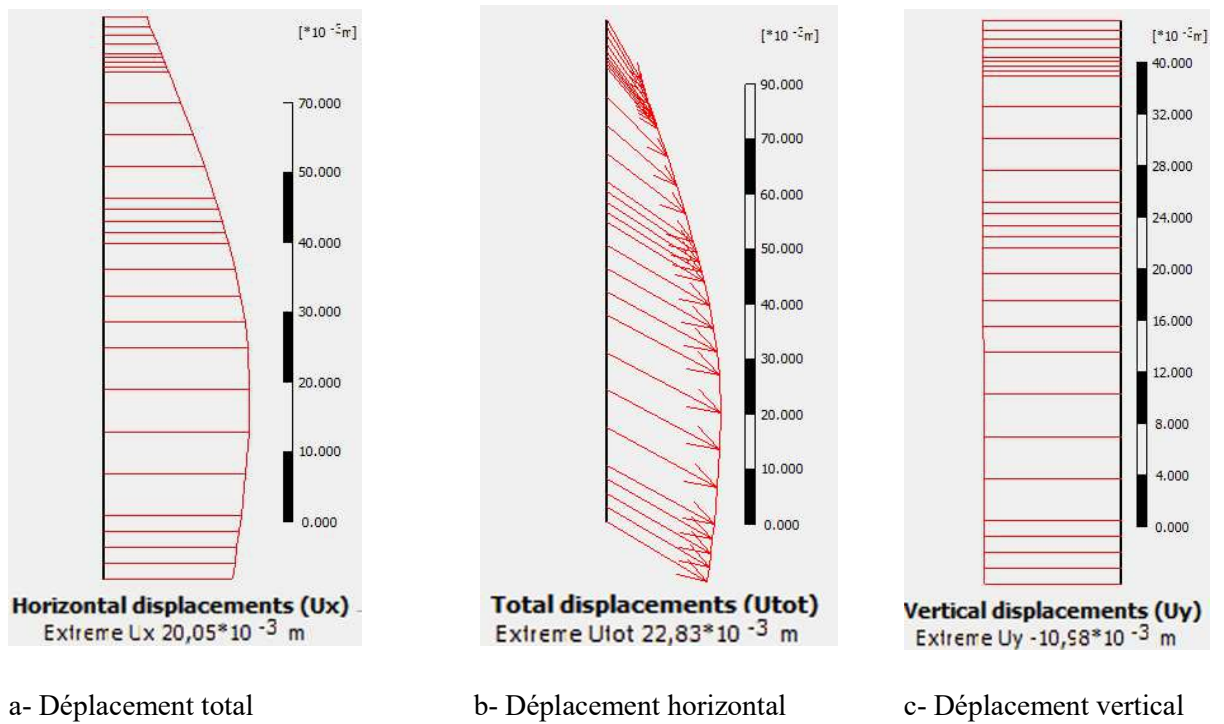 [*10 -3m]
70.000
50.000
40.000
30.000
20.000
10.000
0.000
Horizontal displacements (Ux)
Extreme Ux 20,05*10 -3 m
[*10 -3m]
90.000
70.000
60.000
50.000
40.000
30.000
20.000
10.000
0.000
Total displacements (Utot)
Extreme Utot 22,83*10 -3 m
[*10 -3m]
40.000
32.000
28.000
24.000
20.000
16.000
12.000
8.000
4.000
0.000
Vertical displacements (Uy)
Extreme Uy -10,98*10 -3 m
a- Déplacement total
b- Déplacement horizontal
c- Déplacement vertical